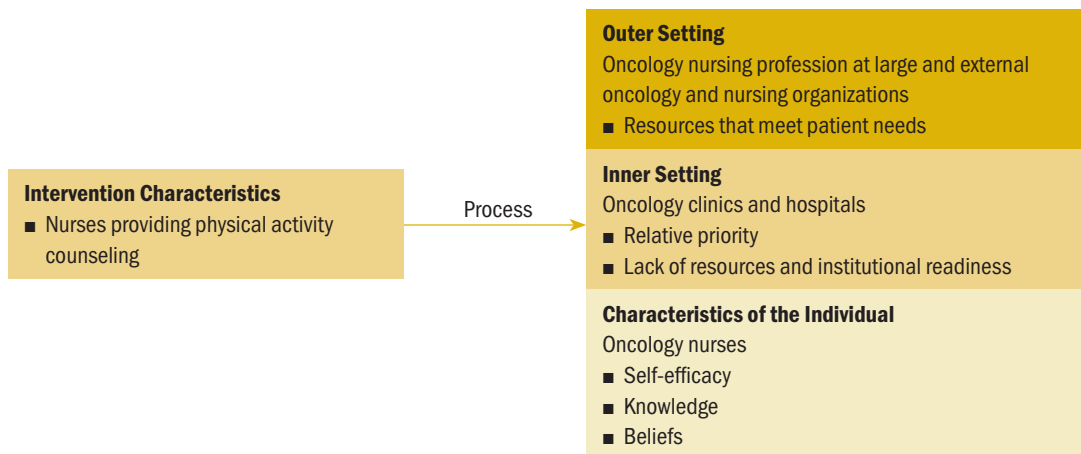 Intervention Characteristics
■ Nurses providing physical activity
counseling
Process
Outer Setting
Oncology nursing profession at large and external
oncology and nursing organizations
■ Resources that meet patient needs
Inner Setting
Oncology clinics and hospitals
■ Relative priority
■ Lack of resources and institutional readiness
Characteristics of the Individual
Oncology nurses
■ Self-efficacy
■ Knowledge
■ Beliefs